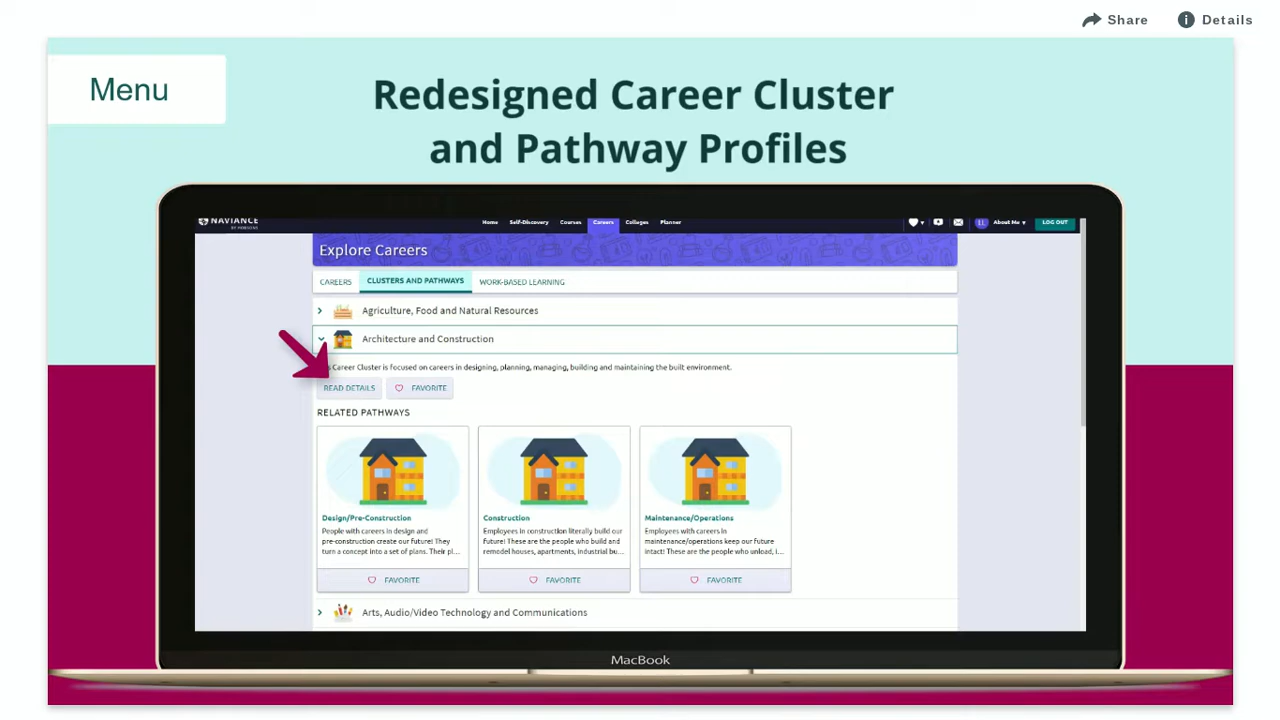 Share
Details
Menu
Redesigned Career Cluster
and Pathway Profiles
NAVIANCE
Home Self-Discovery Courses Careers Colleges Planner
About Me
LOG OUT
Explore Careers
CAREERS CLUSTERS AND PATHWAYS WORK-BASED LEARNING
Agriculture, Food and Natural Resources
Architecture and Construction
Career Cluster is focused on careers in designing, planning, managing, building and maintaining the built environment.
READ DETAILS FAVORITE
RELATED PATHWAYS
Design/Pre-Construction
People with careers in design and
pre-construction create our future! They
turn a concept into a set of plans. Their pl...
FAVORITE
Construction
Employees in construction literally build our
future! These are the people who build and
remodel houses, apartments, industrial bu...
FAVORITE
Maintenance/Operations
Employees with careers in
maintenance/operations keep our future
intact! These are the people who unload, i...
FAVORITE
Arts, Audio/Video Technology and Communications
MacBook